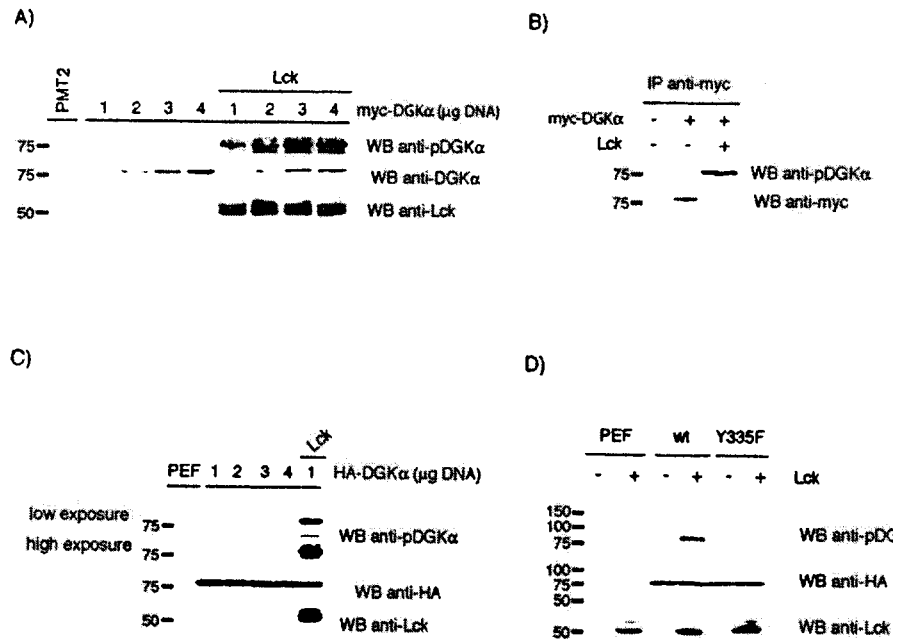 A)
Lck
PMT2 1 2 3 4 1 2 3 4 myc-DGKα (µg DNA)
75 WB anti-pDGKα
75 WB anti-DGKα
50 WB anti-Lck
B)
IP anti-myc
myc-DGKα - + +
Lck - - +
75 WB anti-pDGKα
75 WB anti-myc
C)
Lck
PEF 1 2 3 4 1 HA-DGKα (µg DNA)
low exposure 75
WB anti-pDGKα
high exposure 75
75 WB anti-HA
50 WB anti-Lck
D)
PEF wt Y335F
- + - + - + Lck
150
100
75 WB anti-pDG
100
75 WB anti-HA
50
50 WB anti-Lck